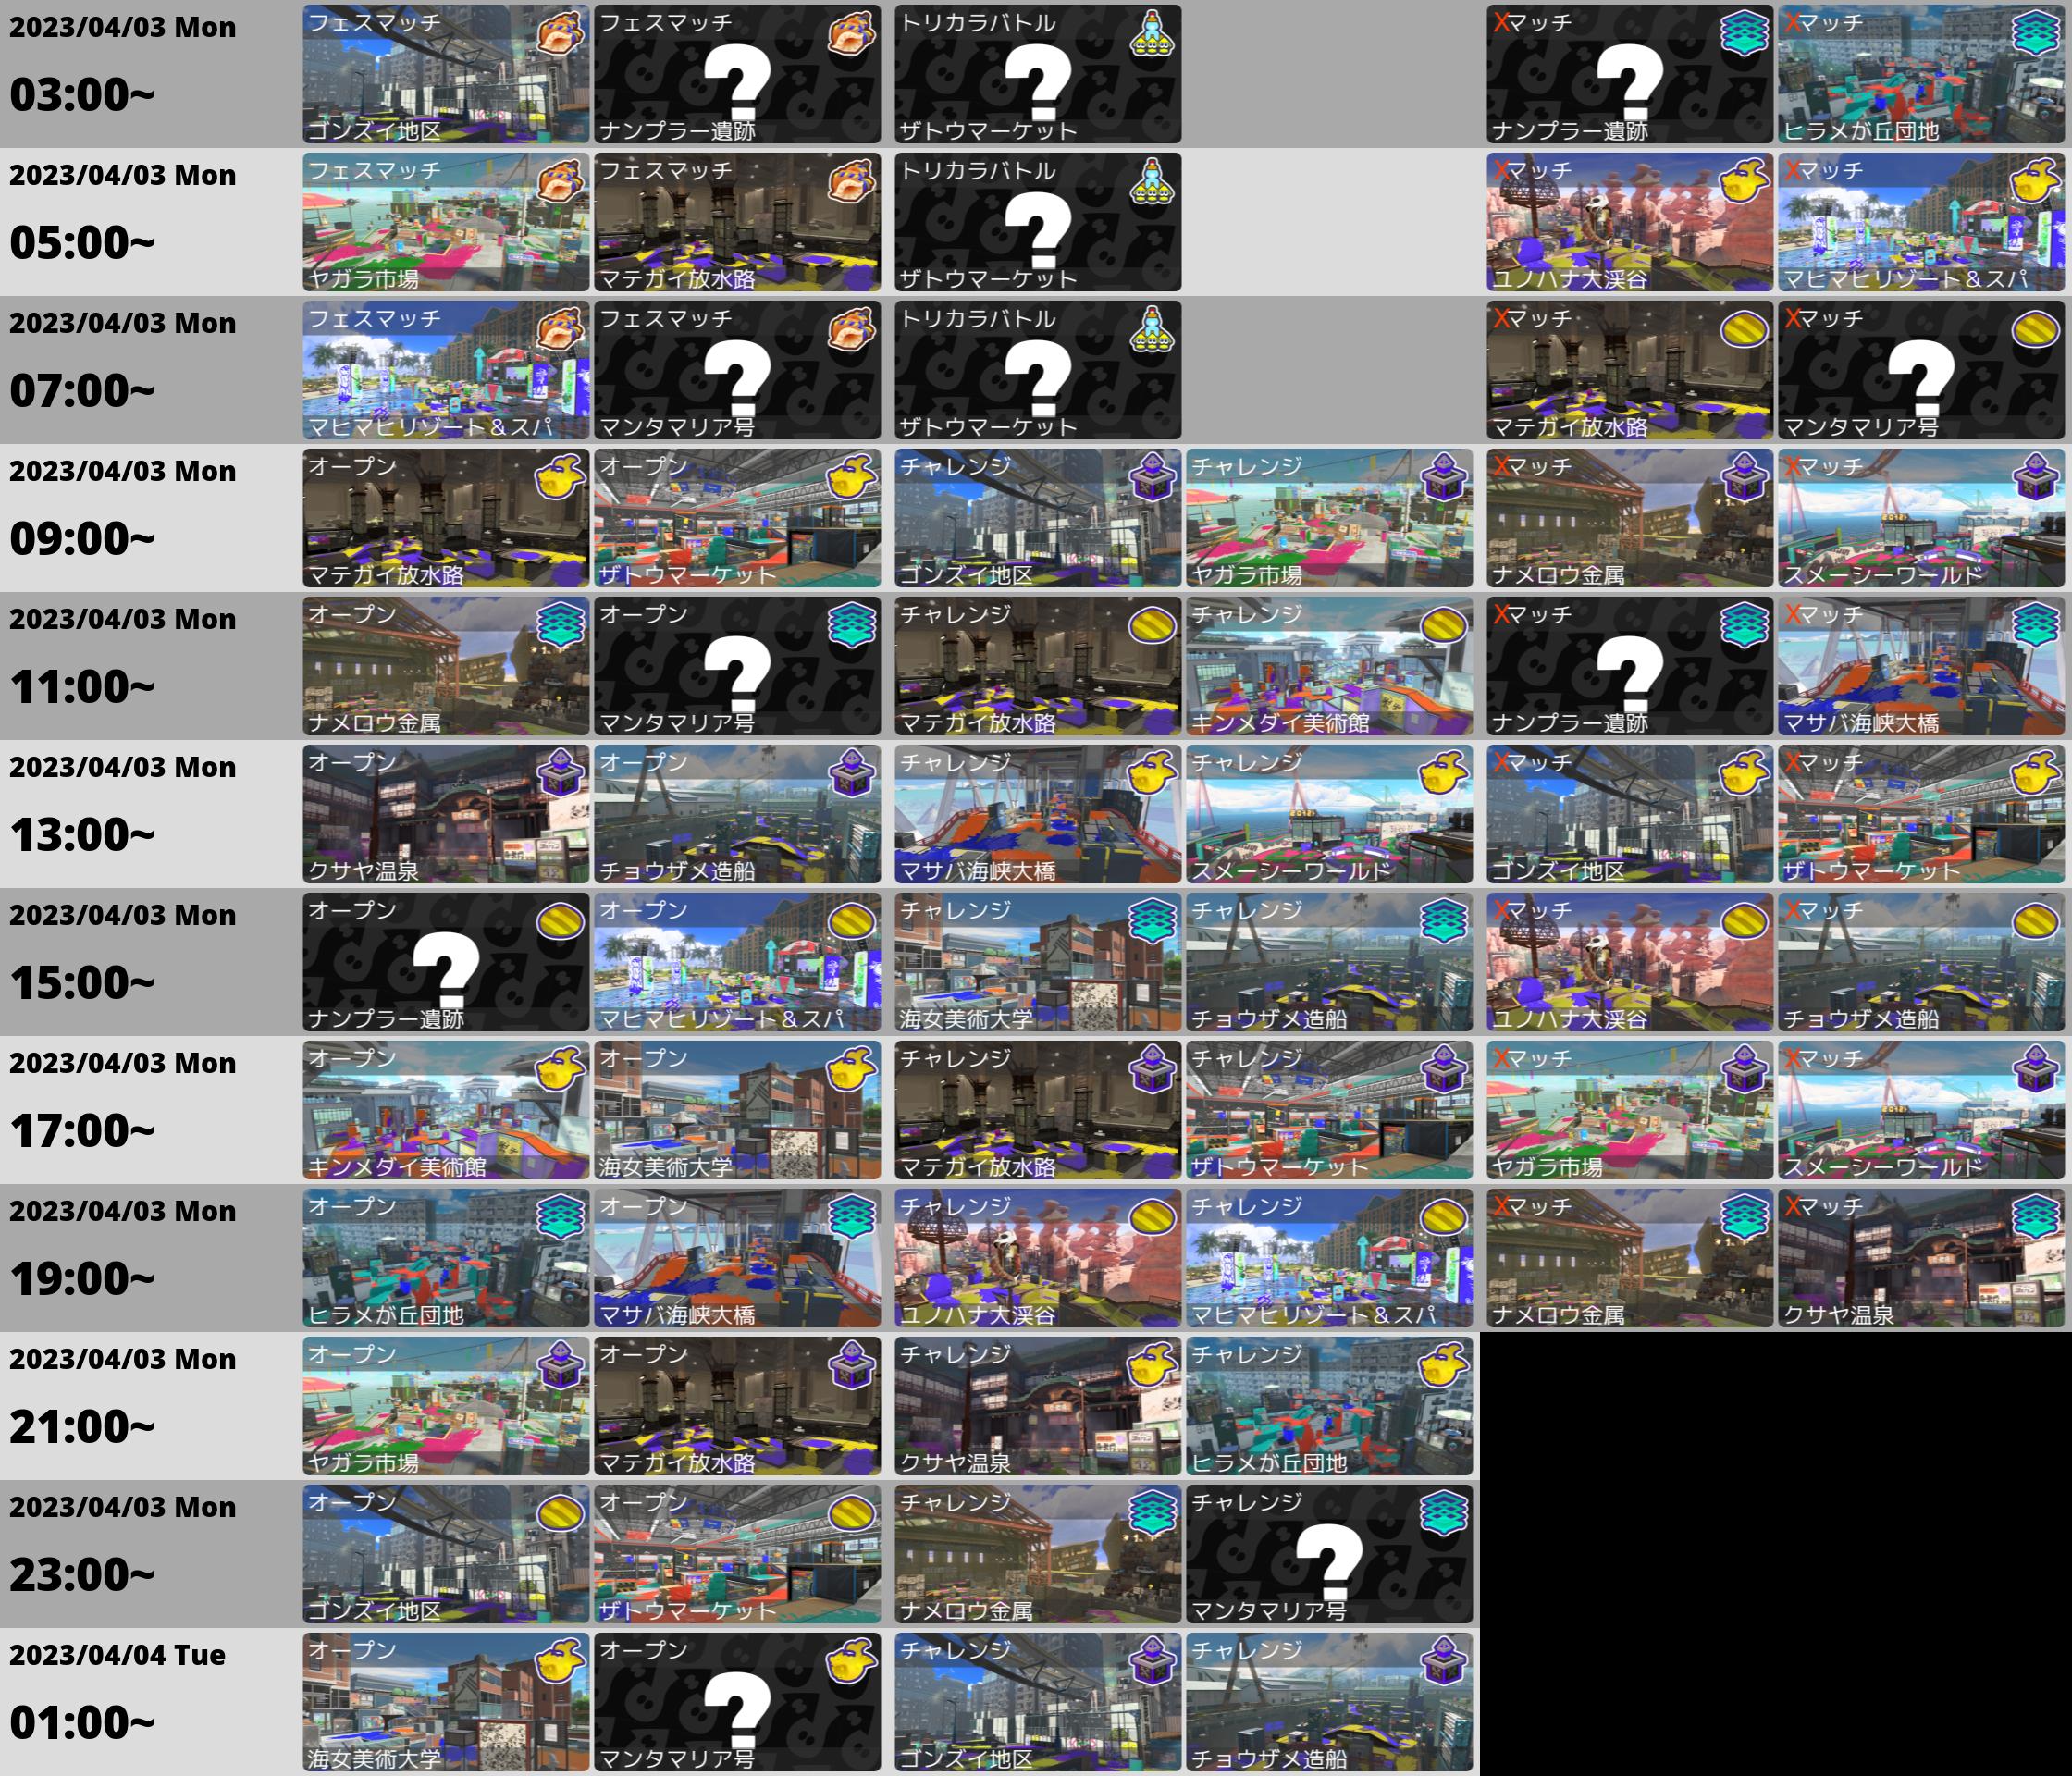 2023/04/03 Mon
03:00~
フェスマッチ
ゴンズイ地区
フェスマッチ
ナンプラー遺跡
トリカラバトル
ザトウマーケット
Xマッチ
ナンプラー遺跡
Xマッチ
ヒラメが丘団地
2023/04/03 Mon
05:00~
フェスマッチ
ヤガラ市場
フェスマッチ
マテガイ放水路
トリカラバトル
ザトウマーケット
Xマッチ
ユノハナ大渓谷
Xマッチ
マヒマヒリゾート＆スパ
2023/04/03 Mon
07:00~
フェスマッチ
マヒマヒリゾート＆スパ
フェスマッチ
マンタマリア号
トリカラバトル
ザトウマーケット
Xマッチ
マテガイ放水路
Xマッチ
マンタマリア号
2023/04/03 Mon
09:00~
オープン
マテガイ放水路
オープン
ザトウマーケット
チャレンジ
ゴンズイ地区
チャレンジ
ヤガラ市場
Xマッチ
ナメロウ金属
Xマッチ
スメーシーワールド
2023/04/03 Mon
11:00~
オープン
ナメロウ金属
オープン
マンタマリア号
チャレンジ
マテガイ放水路
チャレンジ
キンメダイ美術館
Xマッチ
ナンプラー遺跡
Xマッチ
マサバ海峡大橋
2023/04/03 Mon
13:00~
オープン
クサヤ温泉
オープン
チョウザメ造船
チャレンジ
マサバ海峡大橋
チャレンジ
スメーシーワールド
Xマッチ
ゴンズイ地区
Xマッチ
ザトウマーケット
2023/04/03 Mon
15:00~
オープン
ナンプラー遺跡
オープン
マヒマヒリゾート＆スパ
チャレンジ
海女美術大学
チャレンジ
チョウザメ造船
Xマッチ
ユノハナ大渓谷
Xマッチ
チョウザメ造船
2023/04/03 Mon
17:00~
オープン
キンメダイ美術館
オープン
海女美術大学
チャレンジ
マテガイ放水路
チャレンジ
ザトウマーケット
Xマッチ
ヤガラ市場
Xマッチ
スメーシーワールド
2023/04/03 Mon
19:00~
オープン
ヒラメが丘団地
オープン
マサバ海峡大橋
チャレンジ
ユノハナ大渓谷
チャレンジ
マヒマヒリゾート＆スパ
Xマッチ
ナメロウ金属
Xマッチ
クサヤ温泉
2023/04/03 Mon
21:00~
オープン
ヤガラ市場
オープン
マテガイ放水路
チャレンジ
クサヤ温泉
チャレンジ
ヒラメが丘団地
2023/04/03 Mon
23:00~
オープン
ゴンズイ地区
オープン
ザトウマーケット
チャレンジ
ナメロウ金属
チャレンジ
マンタマリア号
2023/04/04 Tue
01:00~
オープン
海女美術大学
オープン
マンタマリア号
チャレンジ
ゴンズイ地区
チャレンジ
チョウザメ造船